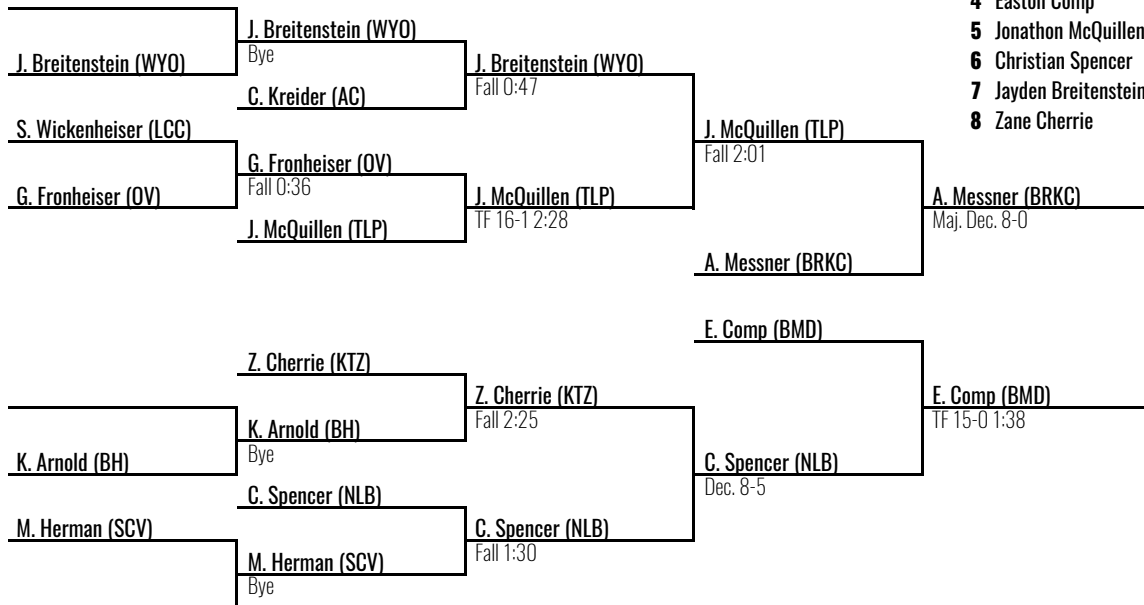 4 Easton Comp
5 Jonathon McQuillen
6 Christian Spencer
7 Jayden Breitenstein
8 Zane Cherrie
J. Breitenstein (WYO)
J. Breitenstein (WYO)
Bye
C. Kreider (AC)
J. Breitenstein (WYO)
Fall 0:47
S. Wickenheiser (LCC)
G. Fronheiser (OV)
G. Fronheiser (OV)
Fall 0:36
J. McQuillen (TLP)
J. McQuillen (TLP)
TF 16-1 2:28
J. McQuillen (TLP)
Fall 2:01
A. Messner (BRKC)
A. Messner (BRKC)
Maj. Dec. 8-0
E. Comp (BMD)
Z. Cherrie (KTZ)
K. Arnold (BH)
K. Arnold (BH)
Bye
Z. Cherrie (KTZ)
Fall 2:25
C. Spencer (NLB)
M. Herman (SCV)
M. Herman (SCV)
Bye
C. Spencer (NLB)
Fall 1:30
C. Spencer (NLB)
Dec. 8-5
E. Comp (BMD)
TF 15-0 1:38